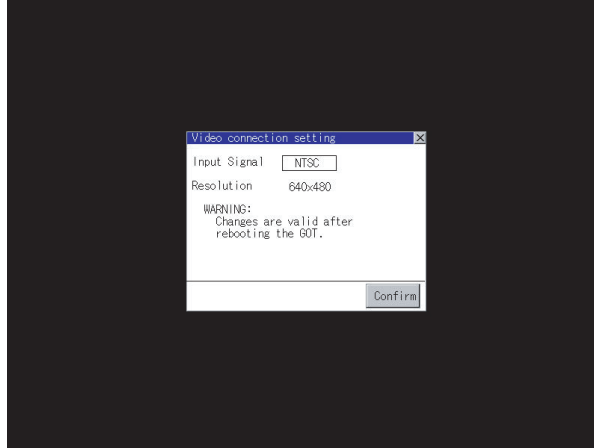 Video connection setting
Input Signal NTSC
Resolution 640x480
WARNING:
Changes are valid after
rebooting the GOT.
Confirm